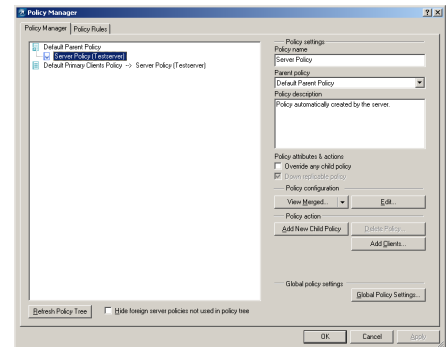 Policy Manager
Policy Manager
Policy Rules
Default Parent Policy
Server Policy (Testserver)
Default Primary Clients Policy --> Server Policy (Testserver)
Policy settings
Policy name
Server Policy
Parent policy
Default Parent Policy
Policy description
Policy automatically created by the server.
Policy attributes & actions
Override any child policy
Down replicable policy
Policy configuration
View Merged...
Edit...
Policy action
Add New Child Policy
Delete Policy...
Add Clients...
Global policy settings
Global Policy Settings...
Refresh Policy Tree
Hide foreign server policies not used in policy tree
OK
Cancel
Apply